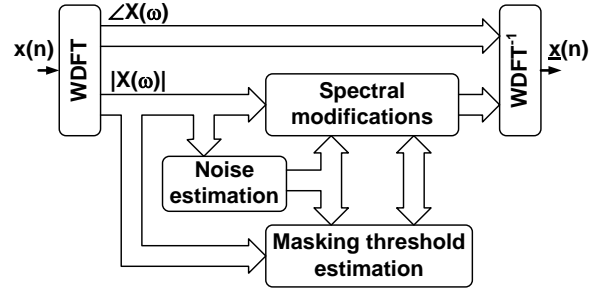 ∠X(ω)
x(n)
WDFT
|X(ω)|
Spectral
modifications
WDFT⁻¹
x(n)
Noise
estimation
Masking threshold
estimation